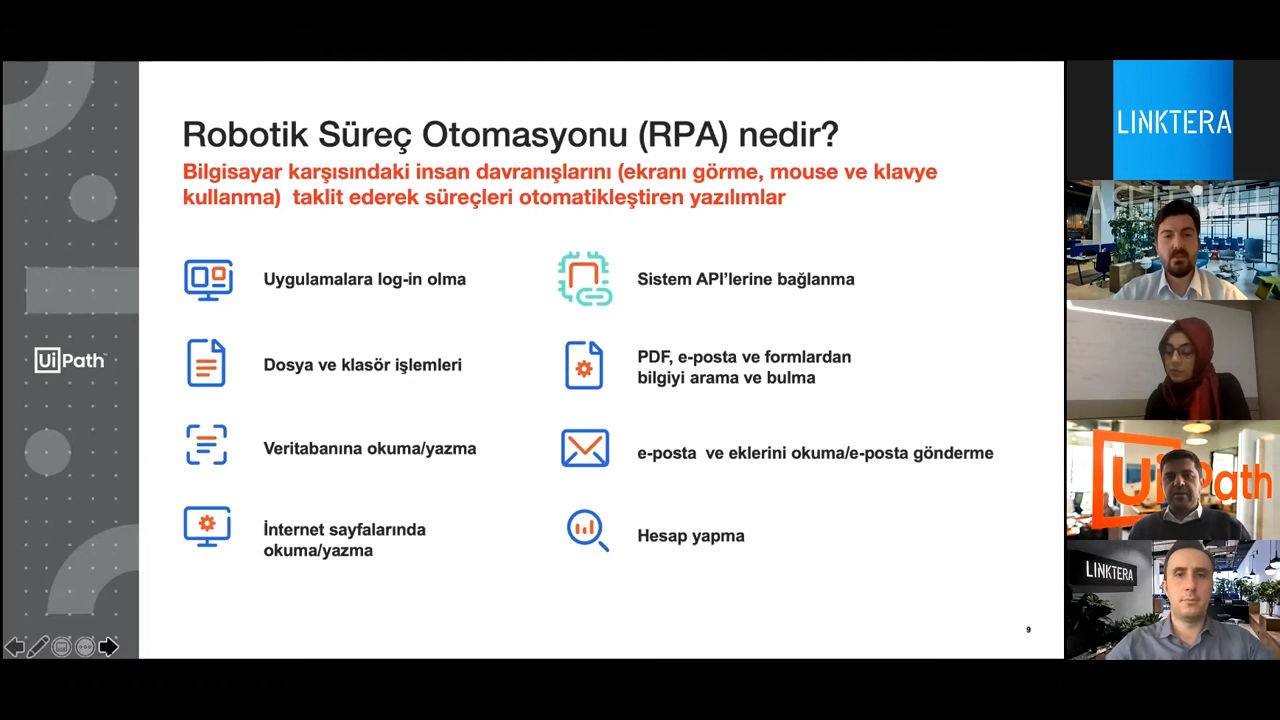 Robotik Süreç Otomasyonu (RPA) nedir?
Bilgisayar karşısındaki insan davranışlarını (ekranı görme, mouse ve klavye
kullanma) taklit ederek süreçleri otomatikleştiren yazılımlar
Uygulamalara log-in olma
Sistem API'lerine bağlanma
Dosya ve klasör işlemleri
PDF, e-posta ve formlardan
bilgiyi arama ve bulma
Veritabanına okuma/yazma
e-posta ve eklerini okuma/e-posta gönderme
İnternet sayfalarında
okuma/yazma
Hesap yapma
9
UiPath
LINKTERA
UiPath
LINKTERA